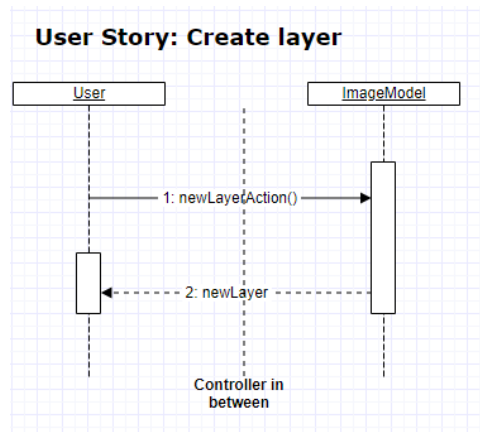 User Story: Create layer
User
ImageModel
1: newLayerAction()
2: newLayer
Controller in
between